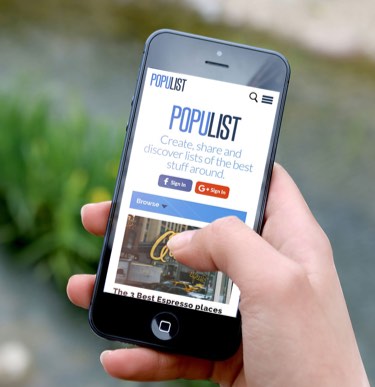 POPULIST
POPULIST
Create, share and
discover lists of the best
stuff around.
f Sign In
G+ Sign In
Browse
The 3 Best Espresso places